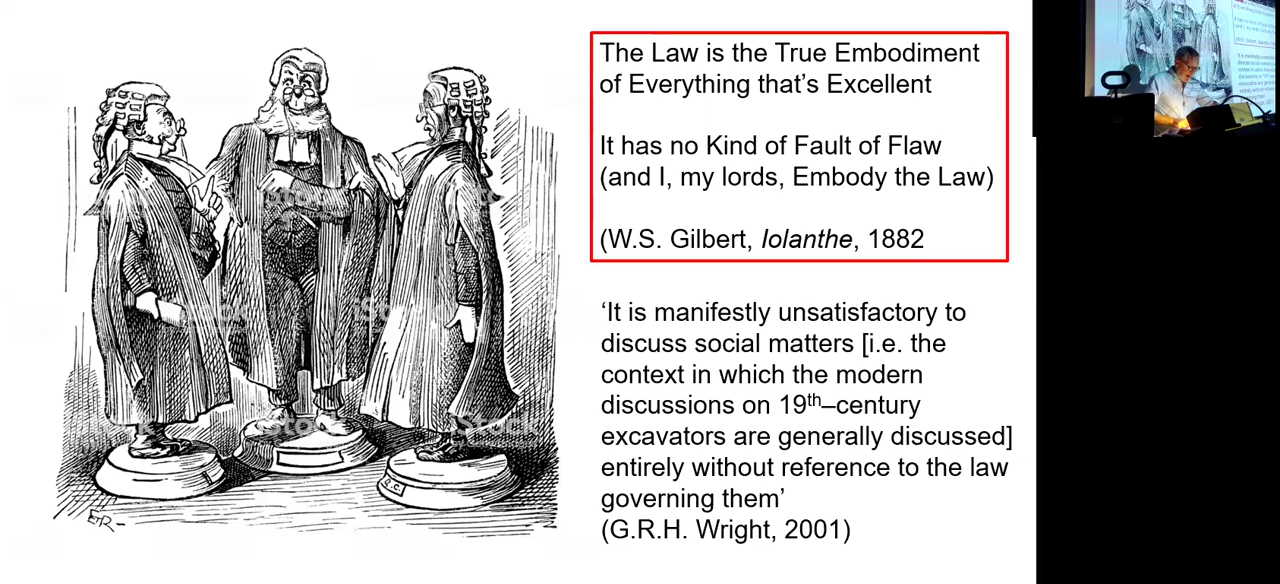 The Law is the True Embodiment
of Everything that's Excellent
It has no Kind of Fault of Flaw
(and I, my lords, Embody the Law)
(W.S. Gilbert, Iolanthe, 1882
‘It is manifestly unsatisfactory to
discuss social matters [i.e. the
context in which the modern
discussions on 19th–century
excavators are generally discussed]
entirely without reference to the law
governing them’
(G.R.H. Wright, 2001)
iStock
iStock
iStock
Q.C.